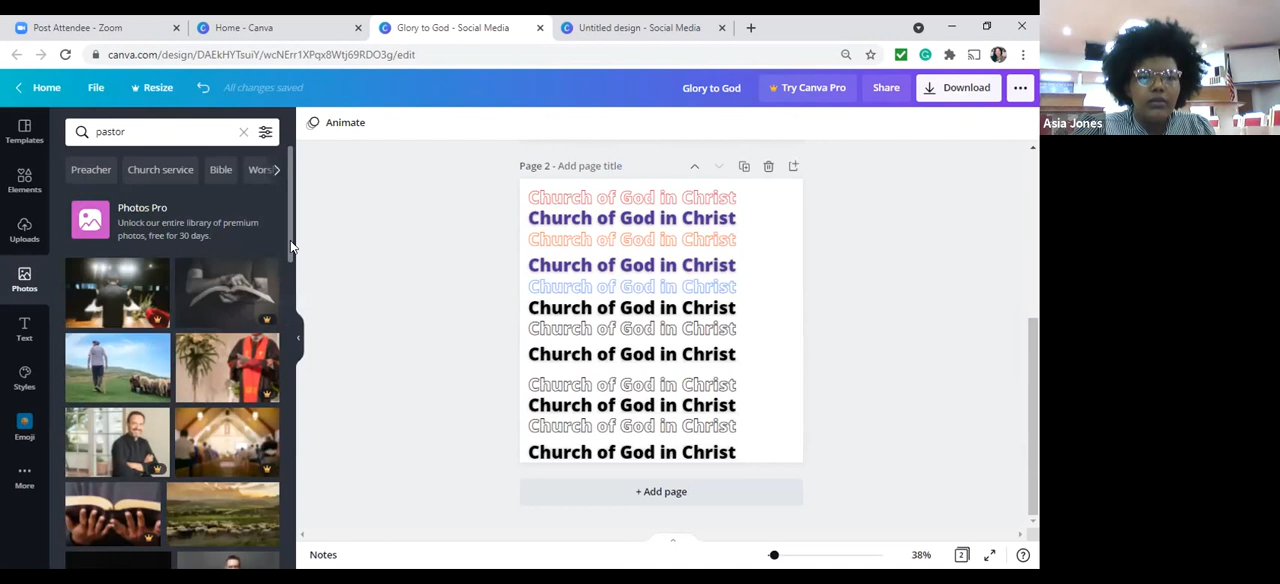 Post Attendee - Zoom
Home - Canva
Glory to God - Social Media
Untitled design - Social Media
canva.com/design/DAEkHYTsuiY/wcNErr1XPqx8Wtj69RDO3g/edit
Home
File
Resize
All changes saved
Glory to God
Try Canva Pro
Share
Download
Asia Jones
Templates
Elements
Uploads
Photos
Text
Styles
Emoji
More
pastor
Preacher
Church service
Bible
Photos Pro
Unlock our entire library of premium
photos, free for 30 days.
Animate
Page 2 - Add page title
Church of God in Christ
Church of God in Christ
Church of God in Christ
Church of God in Christ
Church of God in Christ
Church of God in Christ
Church of God in Christ
Church of God in Christ
Church of God in Christ
Church of God in Christ
Church of God in Christ
Church of God in Christ
+ Add page
Notes
38%
2